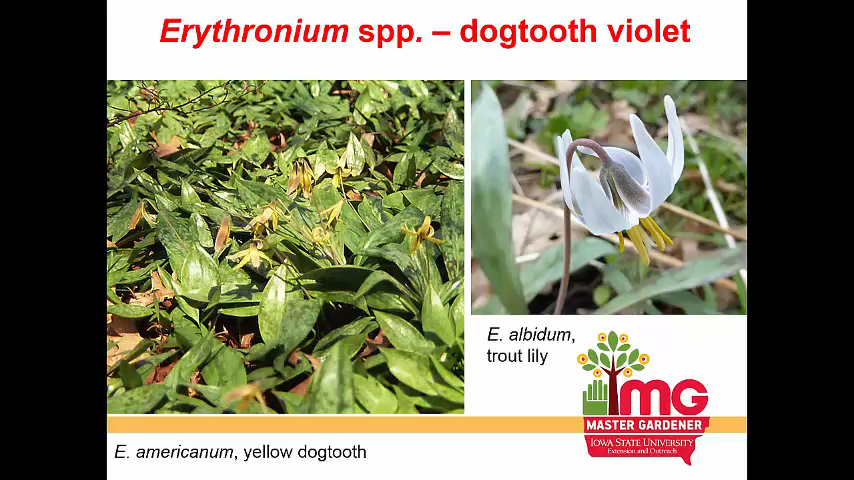 Erythronium spp. – dogtooth violet
E. albidum,
trout lily
MG
MASTER GARDENER
IOWA STATE UNIVERSITY
Extension and Outreach
E. americanum, yellow dogtooth